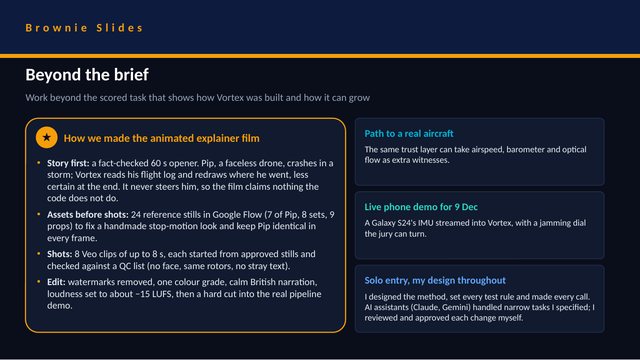 Brownie Slides
Beyond the brief
Work beyond the scored task that shows how Vortex was built and how it can grow
★ How we made the animated explainer film
• Story first: a fact-checked 60 s opener. Pip, a faceless drone, crashes in a
storm; Vortex reads his flight log and redraws where he went, less
certain at the end. It never steers him, so the film claims nothing the
code does not do.
• Assets before shots: 24 reference stills in Google Flow (7 of Pip, 8 sets, 9
props) to fix a handmade stop-motion look and keep Pip identical in
every frame.
• Shots: 8 Veo clips of up to 8 s, each started from approved stills and
checked against a QC list (no face, same rotors, no stray text).
• Edit: watermarks removed, one colour grade, calm British narration,
loudness set to about −15 LUFS, then a hard cut into the real pipeline
demo.
Path to a real aircraft
The same trust layer can take airspeed, barometer and optical
flow as extra witnesses.
Live phone demo for 9 Dec
A Galaxy S24's IMU streamed into Vortex, with a jamming dial
the jury can turn.
Solo entry, my design throughout
I designed the method, set every test rule and made every call.
AI assistants (Claude, Gemini) handled narrow tasks I specified; I
reviewed and approved each change myself.